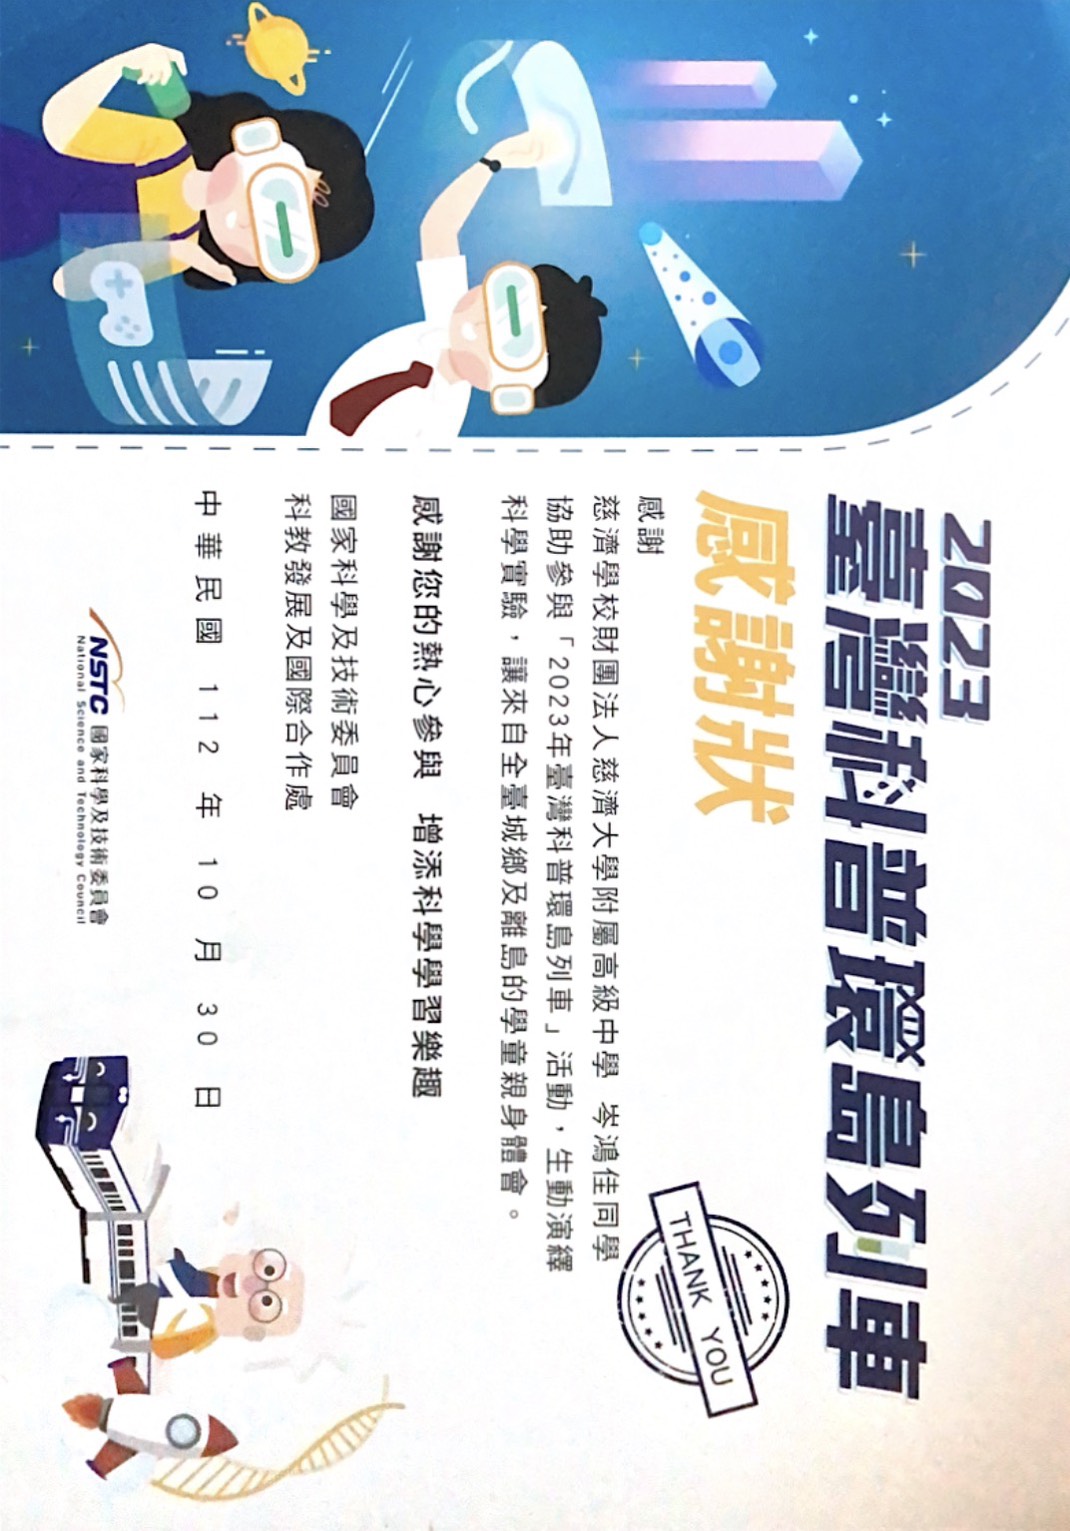 2023
臺灣科普環島列車
感謝狀
感謝
慈濟學校財團法人慈濟大學附屬高級中學 岑鴻佳同學
協助參與「2023年臺灣科普環島列車」活動，生動演繹
科學實驗，讓來自全臺城鄉及離島的學童親身體會。
THANK YOU
感謝您的熱心參與 增添科學學習樂趣
國家科學及技術委員會
科教發展及國際合作處
中華民國 112 年 10 月 30 日
NSTC 國家科學及技術委員會
National Science and Technology Council